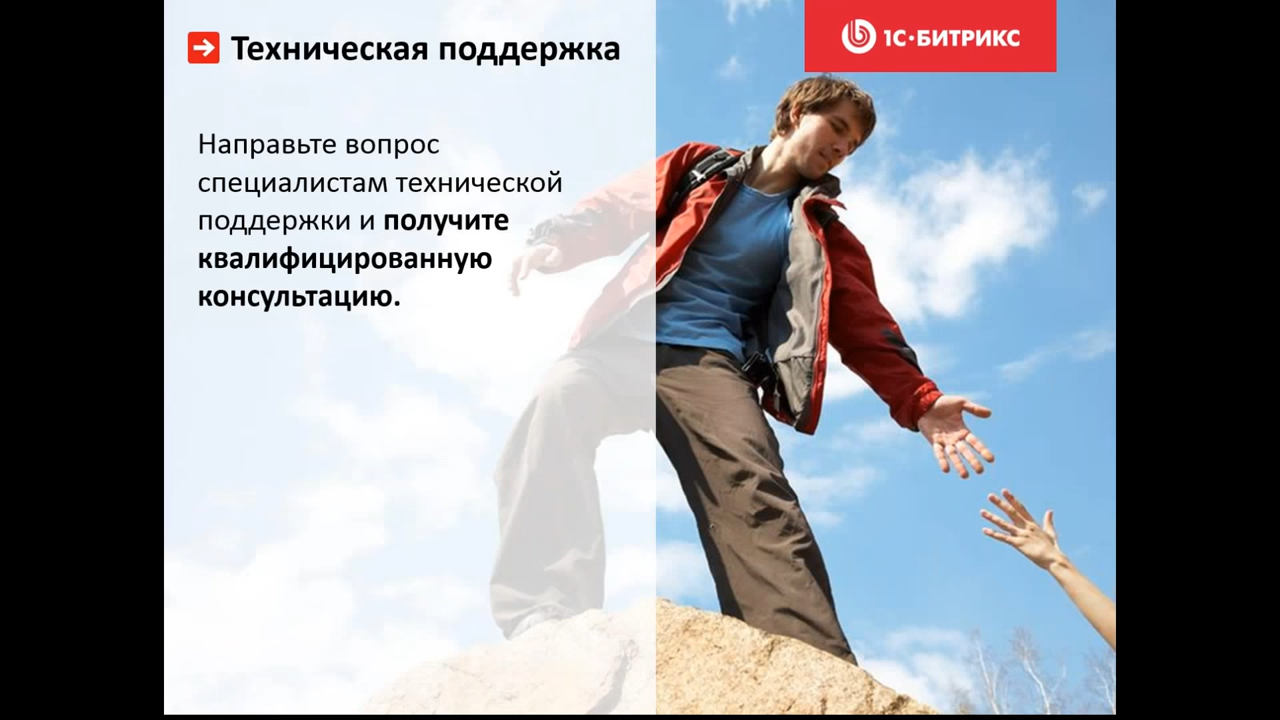 Техническая поддержка
1С·БИТРИКС
Направьте вопрос
специалистам технической
поддержки и получите
квалифицированную
консультацию.